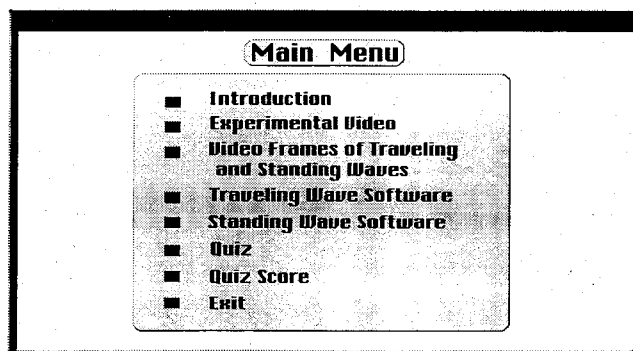 Main Menu
Introduction
Experimental Video
Video Frames of Traveling
and Standing Waves
Traveling Wave Software
Standing Wave Software
Quiz
Quiz Score
Exit